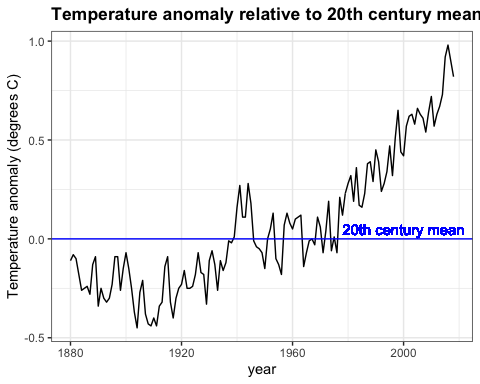 Temperature anomaly relative to 20th century mean
Temperature anomaly (degrees C)
1.0
0.5
0.0
-0.5
20th century mean
1880 1920 1960 2000
year